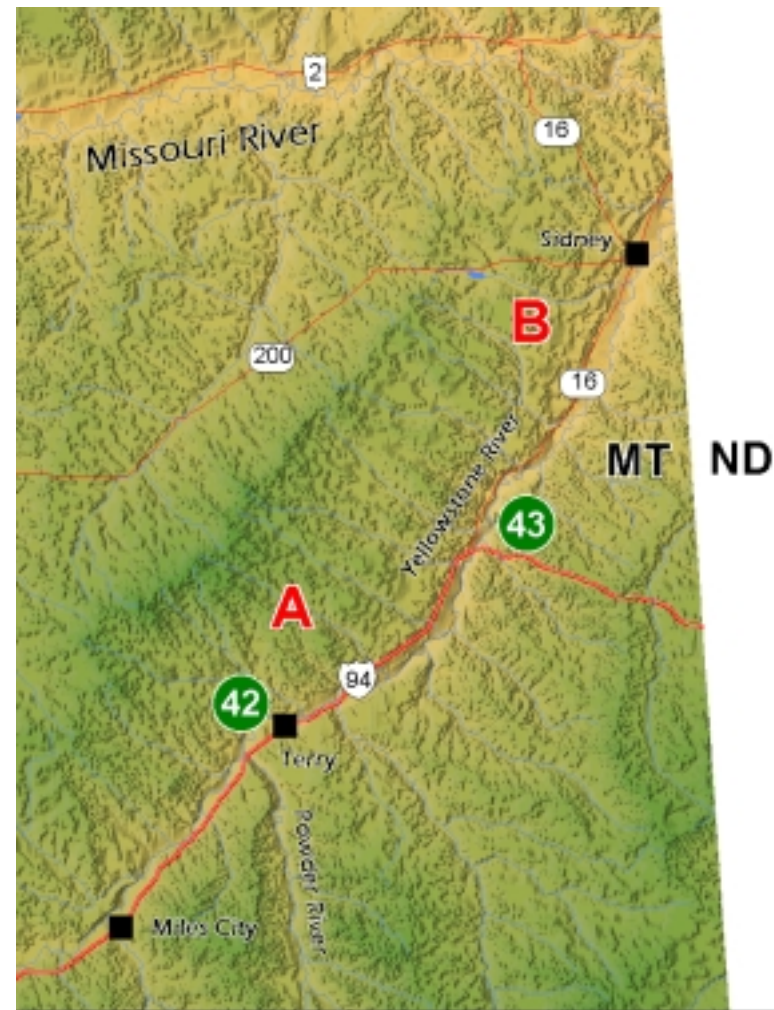 2
16
Missouri River
Sidney
B
200
16
MT ND
Yellowstone River
43
A
94
42
Terry
Powder River
Miles City